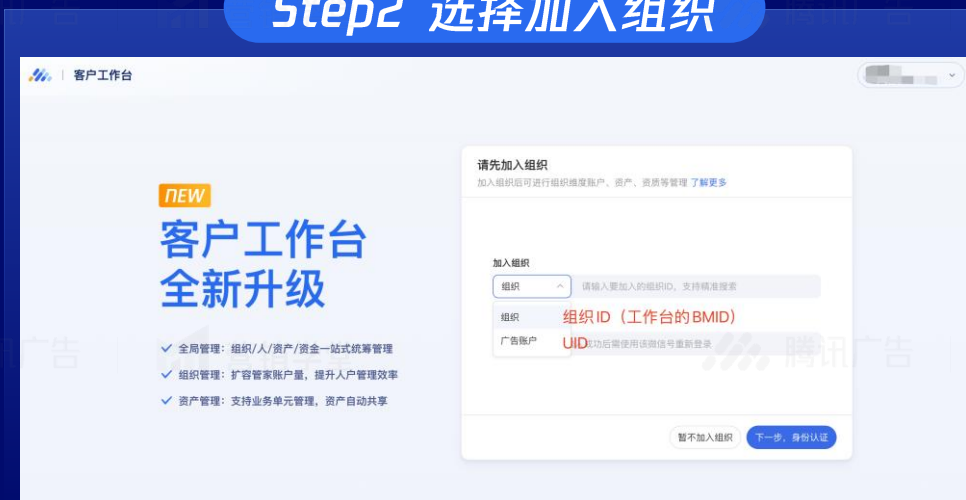 Step2 选择加入组织
客户工作台
请先加入组织
加入组织后可进行组织维度账户、资产、资质等管理 了解更多
NEW
客户工作台
全新升级
全局管理：组织/人/资产/资金一站式统筹管理
组织管理：扩容管家账户量，提升人户管理效率
资产管理：支持业务单元管理，资产自动共享
加入组织
组织
请输入要加入的组织ID，支持精准搜索
组织
组织ID（工作台的BMID）
广告账户
UID
成功后需使用该微信号重新登录
暂不加入组织
下一步，身份认证
腾讯广告